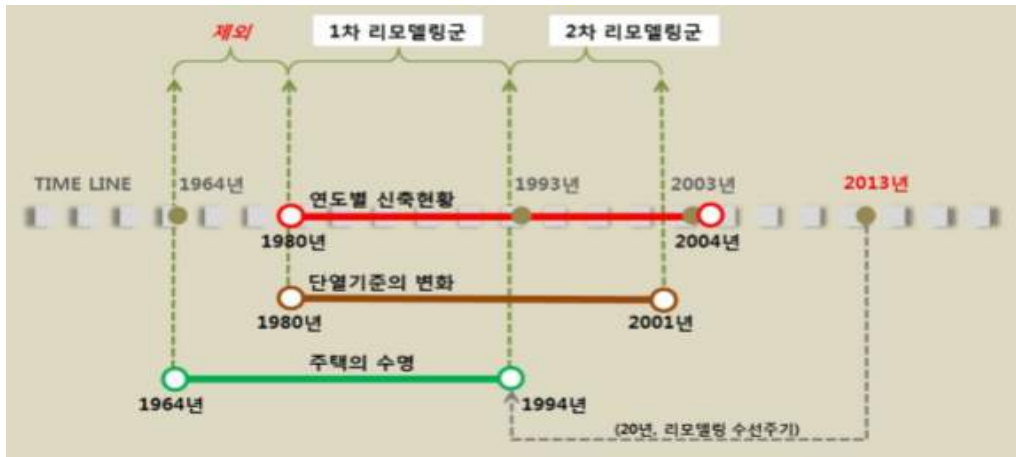 제외
1차 리모델링군
2차 리모델링군
TIME LINE
1964년
1993년
2003년
2013년
연도별 신축현황
1980년
2004년
단열기준의 변화
1980년
2001년
주택의 수명
1964년
1994년
(20년, 리모델링 수선주기)